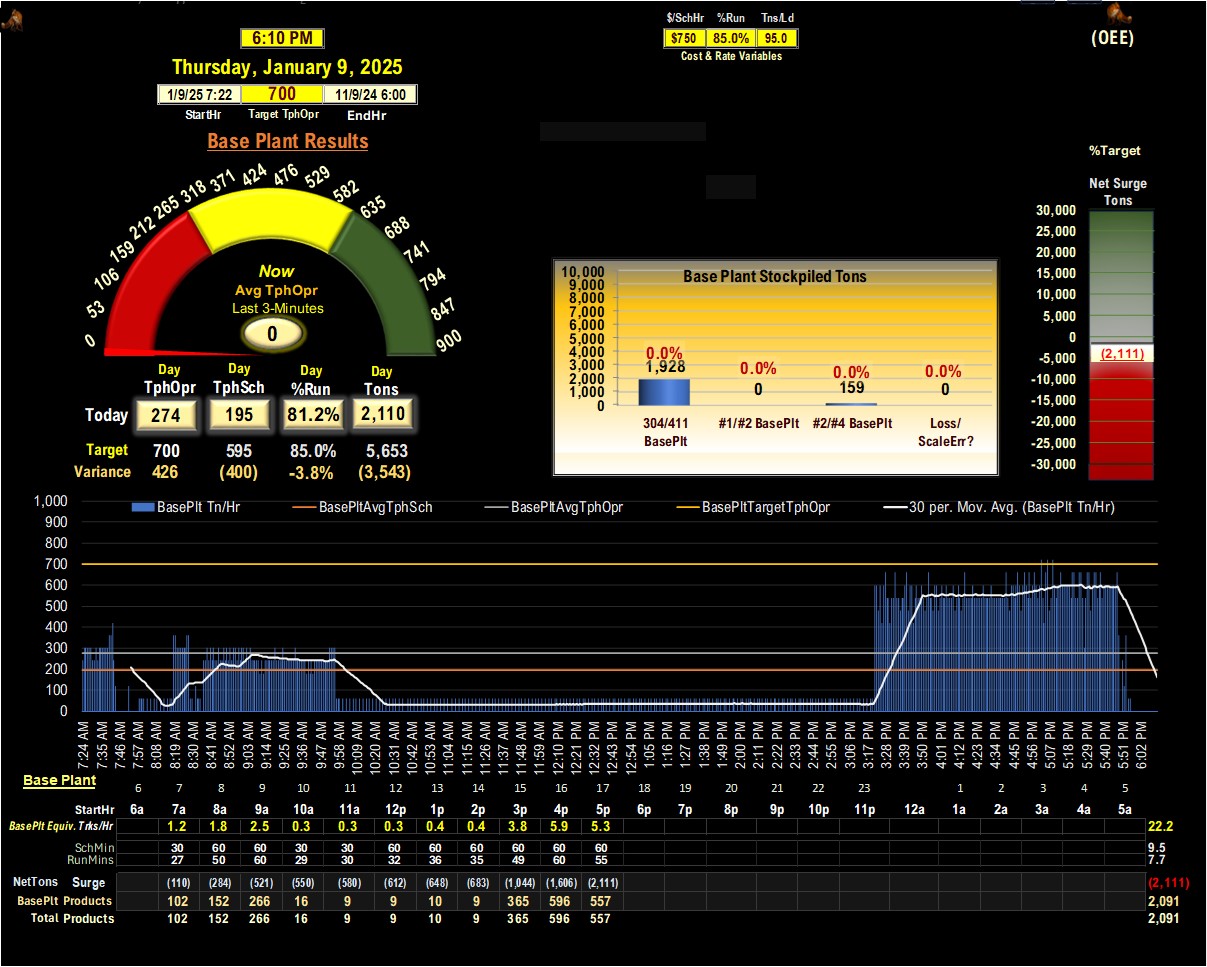 $/SchHr %Run Tns/Ld
6:10 PM
$750 85.0% 95.0
(OEE)
Cost & Rate Variables
Thursday, January 9, 2025
1/9/25 7:22 700 11/9/24 6:00
StartHr Target TphOpr EndHr
Base Plant Results
%Target
Net Surge
Tons
0 53 106 159 212 265 318 371 424 476 529 582 635 688 741 794 847 900
Now
Avg TphOpr
Last 3-Minutes
0
Day Day Day Day
TphOpr TphSch %Run Tons
Today 274 195 81.2% 2,110
Target 700 595 85.0% 5,653
Variance 426 (400) -3.8% (3,543)
Base Plant Stockpiled Tons
10,000
9,000
8,000
7,000
6,000
5,000
4,000
3,000
2,000
1,000
0
0.0% 0.0% 0.0% 0.0%
1,928 0 159 0
304/411 #1/#2 BasePlt #2/#4 BasePlt Loss/
BasePlt ScaleErr?
30,000
25,000
20,000
15,000
10,000
5,000
0
-5,000
-10,000
-15,000
-20,000
-25,000
-30,000
(2,111)
BasePlt Tn/Hr BasePltAvgTphSch BasePltAvgTphOpr BasePltTargetTphOpr 30 per. Mov. Avg. (BasePlt Tn/Hr)
1,000
900
800
700
600
500
400
300
200
100
0
7:24 AM 7:35 AM 7:46 AM 7:57 AM 8:08 AM 8:19 AM 8:30 AM 8:41 AM 8:52 AM 9:03 AM 9:14 AM 9:25 AM 9:36 AM 9:47 AM 9:58 AM 10:09 AM 10:20 AM 10:31 AM 10:42 AM 10:53 AM 11:04 AM 11:15 AM 11:26 AM 11:37 AM 11:48 AM 11:59 AM 12:10 PM 12:21 PM 12:32 PM 12:43 PM 12:54 PM 1:05 PM 1:16 PM 1:27 PM 1:38 PM 1:49 PM 2:00 PM 2:11 PM 2:22 PM 2:33 PM 2:44 PM 2:55 PM 3:06 PM 3:17 PM 3:28 PM 3:39 PM 3:50 PM 4:01 PM 4:12 PM 4:23 PM 4:34 PM 4:45 PM 4:56 PM 5:07 PM 5:18 PM 5:29 PM 5:40 PM 5:51 PM 6:02 PM
Base Plant
6 7 8 9 10 11 12 13 14 15 16 17 18 19 20 21 22 23 1 2 3 4 5
StartHr 6a 7a 8a 9a 10a 11a 12p 1p 2p 3p 4p 5p 6p 7p 8p 9p 10p 11p 12a 1a 2a 3a 4a 5a
BasePlt Equiv. Trks/Hr 1.2 1.8 2.5 0.3 0.3 0.3 0.4 0.4 3.8 5.9 5.3 22.2
SchMin 30 60 60 30 30 60 60 60 60 60 60 9.5
RunMins 27 50 60 29 30 32 36 35 49 60 55 7.7
NetTons Surge (110) (284) (521) (550) (580) (612) (648) (683) (1,044) (1,606) (2,111) (2,111)
BasePlt Products 102 152 266 16 9 9 10 9 365 596 557 2,091
Total Products 102 152 266 16 9 9 10 9 365 596 557 2,091